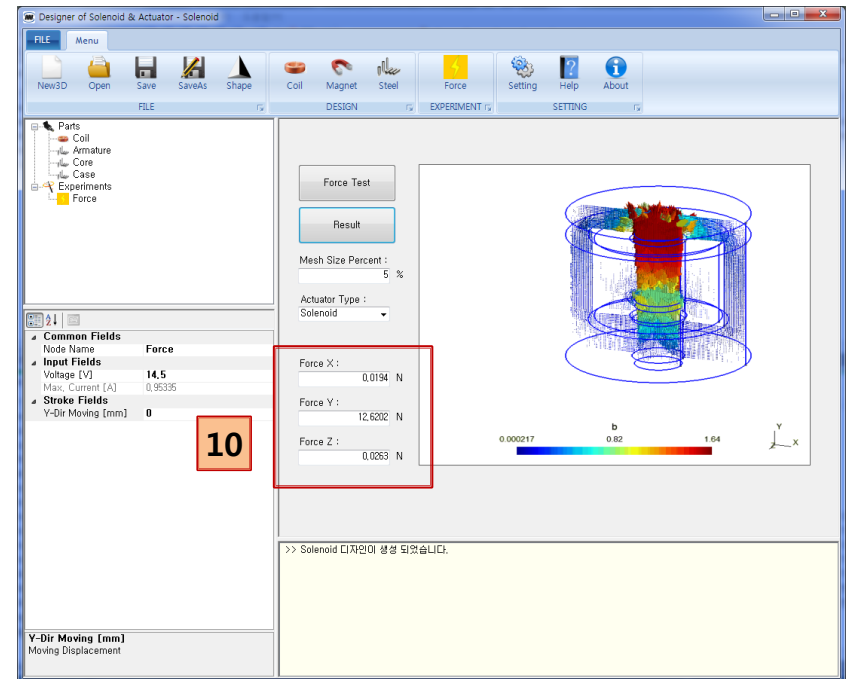 Designer of Solenoid & Actuator - Solenoid
FILE Menu
New3D Open Save SaveAs Shape Coil Magnet Steel Force Setting Help About
FILE DESIGN EXPERIMENT SETTING
Parts
Coil
Armature
Core
Case
Experiments
Force
Common Fields
Node Name Force
Input Fields
Voltage [V] 14,5
Max, Current [A] 0,95335
Stroke Fields
Y-Dir Moving [mm] 0
Y-Dir Moving [mm]
Moving Displacement
10
Force Test
Result
Mesh Size Percent :
5 %
Actuator Type :
Solenoid
Force X :
0,0194 N
Force Y :
12,6202 N
Force Z :
0,0263 N
b
0.000217 0.82 1.64
Y
Z X
>> Solenoid 디자인이 생성 되었습니다.